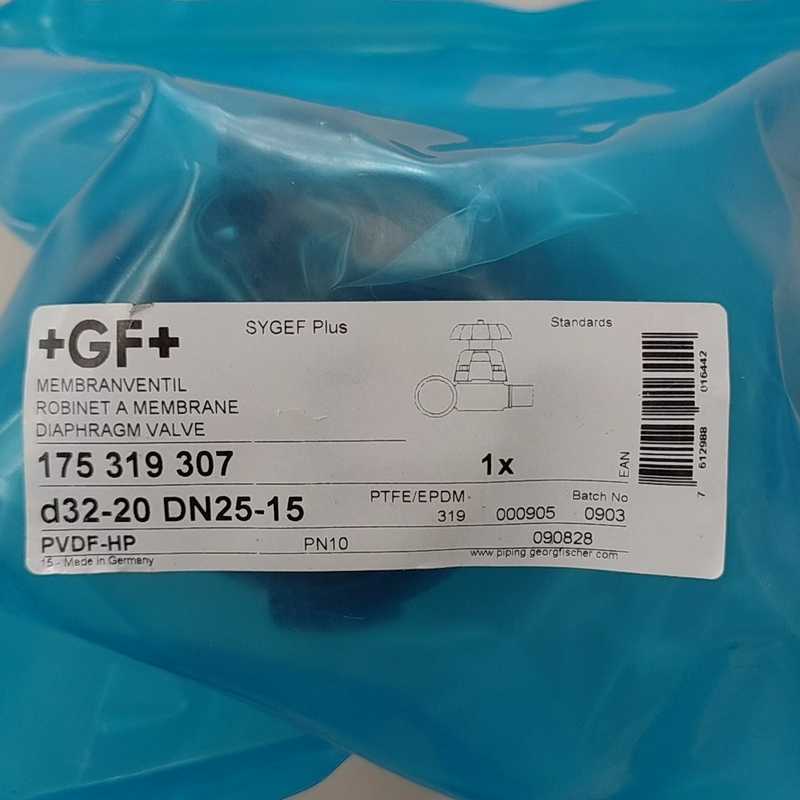 +GF+
SYGEF Plus
Standards
MEMBRANVENTIL
ROBINET A MEMBRANE
DIAPHRAGM VALVE
175 319 307
1x
EAN
7 612988 016442
d32-20 DN25-15
PTFE/EPDM
319
000905
Batch No
0903
PVDF-HP
PN10
090828
15 - Made in Germany
www.piping.georgfischer.com